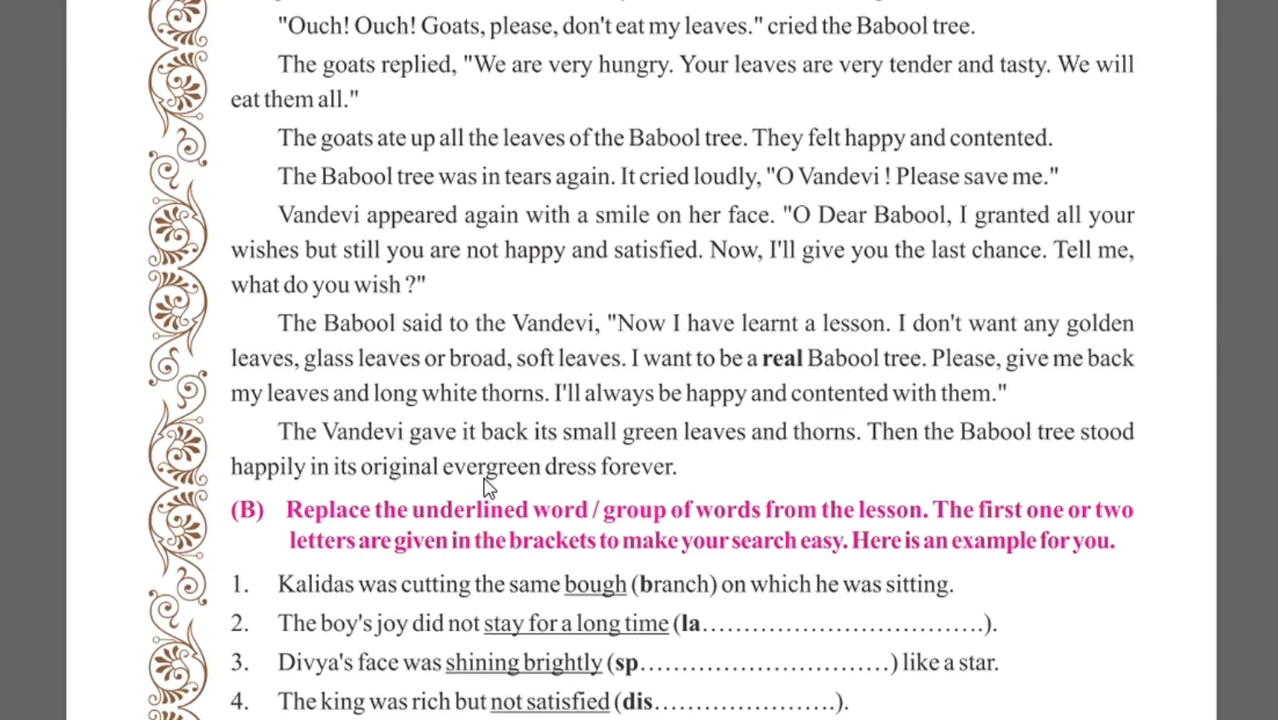 "Ouch! Ouch! Goats, please, don't eat my leaves." cried the Babool tree.
The goats replied, "We are very hungry. Your leaves are very tender and tasty. We will
eat them all."
The goats ate up all the leaves of the Babool tree. They felt happy and contented.
The Babool tree was in tears again. It cried loudly, "O Vandevi ! Please save me."
Vandevi appeared again with a smile on her face. "O Dear Babool, I granted all your
wishes but still you are not happy and satisfied. Now, I'll give you the last chance. Tell me,
what do you wish ?"
The Babool said to the Vandevi, "Now I have learnt a lesson. I don't want any golden
leaves, glass leaves or broad, soft leaves. I want to be a real Babool tree. Please, give me back
my leaves and long white thorns. I'll always be happy and contented with them."
The Vandevi gave it back its small green leaves and thorns. Then the Babool tree stood
happily in its original evergreen dress forever.
(B) Replace the underlined word / group of words from the lesson. The first one or two
letters are given in the brackets to make your search easy. Here is an example for you.
1. Kalidas was cutting the same bough (branch) on which he was sitting.
2. The boy's joy did not stay for a long time (la.................................).
3. Divya's face was shining brightly (sp..............................) like a star.
4. The king was rich but not satisfied (dis......................).